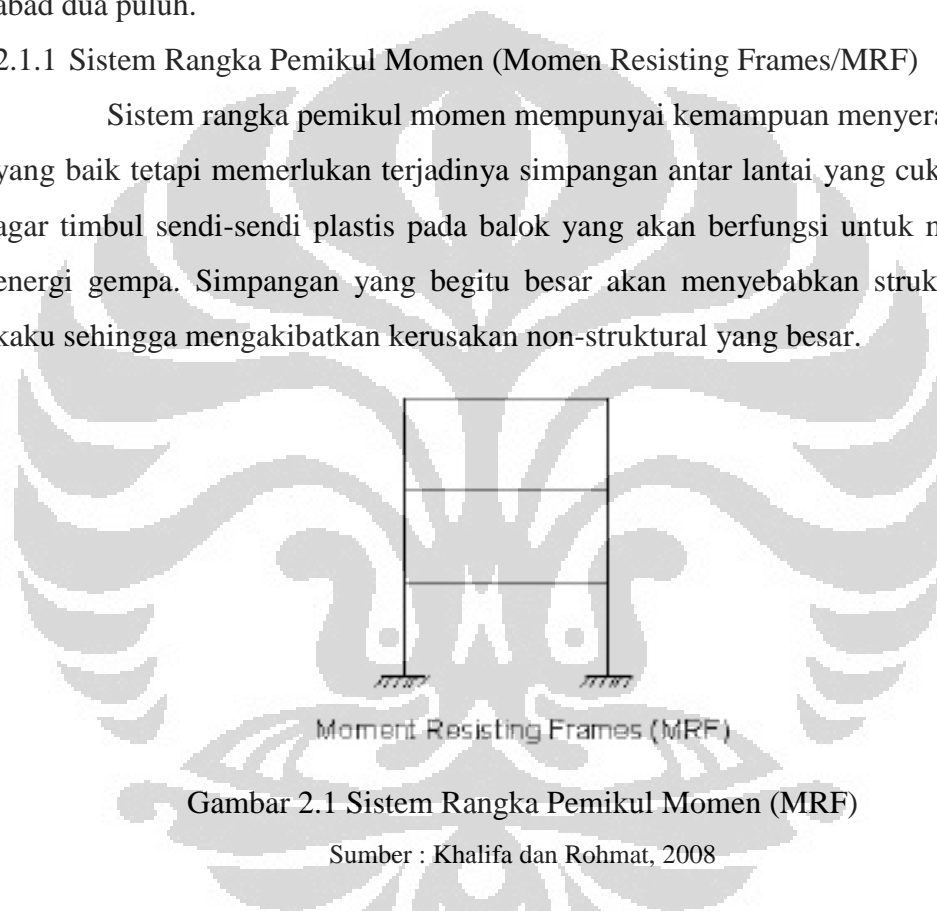 abad dua puluh.
2.1.1 Sistem Rangka Pemikul Momen (Momen Resisting Frames/MRF)
Sistem rangka pemikul momen mempunyai kemampuan menyera
yang baik tetapi memerlukan terjadinya simpangan antar lantai yang cuk
agar timbul sendi-sendi plastis pada balok yang akan berfungsi untuk m
energi gempa. Simpangan yang begitu besar akan menyebabkan struk
kaku sehingga mengakibatkan kerusakan non-struktural yang besar.
Moment Resisting Frames (MRF)
Gambar 2.1 Sistem Rangka Pemikul Momen (MRF)
Sumber : Khalifa dan Rohmat, 2008